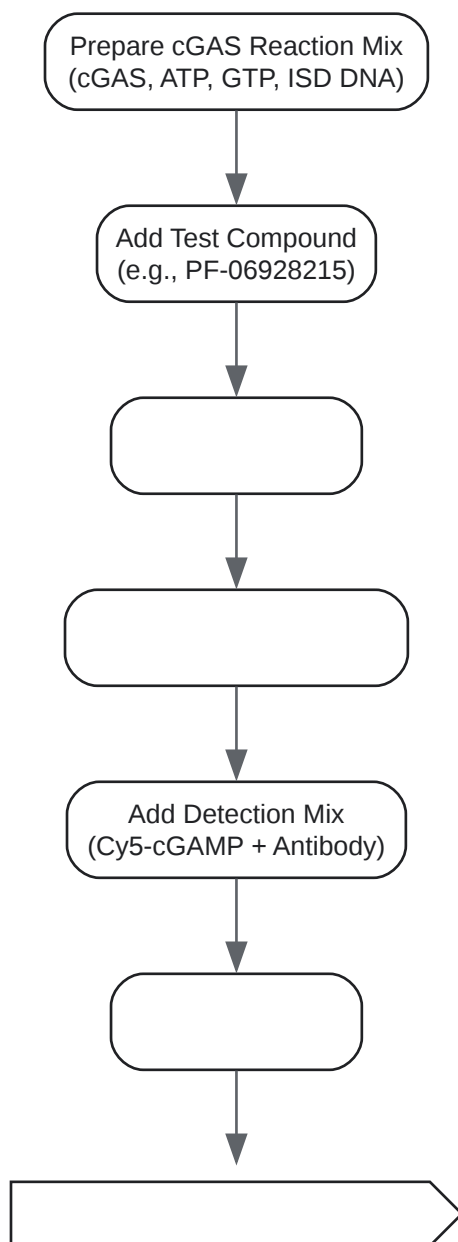 Prepare cGAS Reaction Mix
(cGAS, ATP, GTP, ISD DNA)
Add Test Compound
(e.g., PF-06928215)
Add Detection Mix
(Cy5-cGAMP + Antibody)